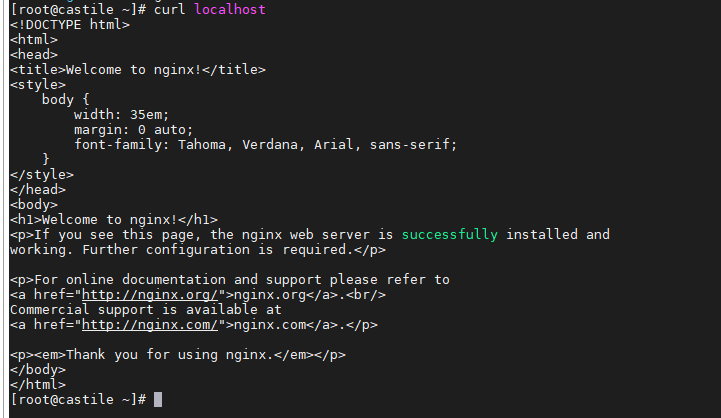 [root@castile ~]# curl localhost
<!DOCTYPE html>
<html>
<head>
<title>Welcome to nginx!</title>
<style>
    body {
        width: 35em;
        margin: 0 auto;
        font-family: Tahoma, Verdana, Arial, sans-serif;
    }
</style>
</head>
<body>
<h1>Welcome to nginx!</h1>
<p>If you see this page, the nginx web server is successfully installed and
working. Further configuration is required.</p>

<p>For online documentation and support please refer to
<a href="http://nginx.org/">nginx.org</a>.<br/>
Commercial support is available at
<a href="http://nginx.com/">nginx.com</a>.</p>

<p><em>Thank you for using nginx.</em></p>
</body>
</html>
[root@castile ~]#